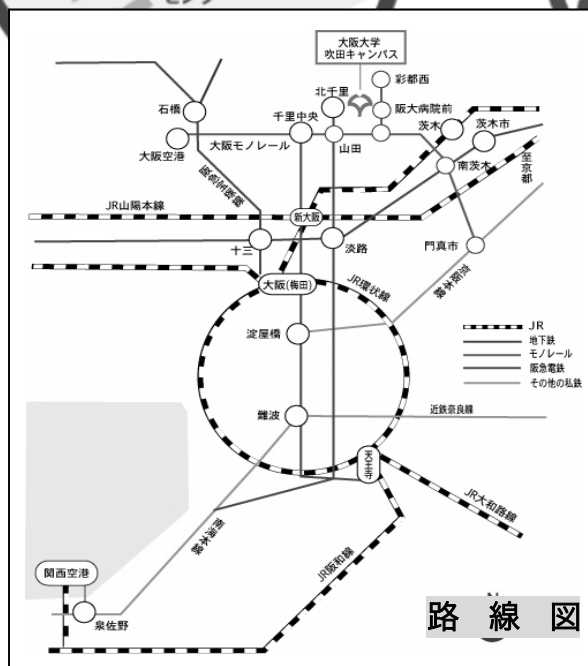 大阪大学
吹田キャンパス
彩都西
北千里
石橋
千里中央
阪大病院前
茨木
茨木市
大阪空港
大阪モノレール
山田
南茨木
至京都
阪急宝塚線
JR山陽本線
新大阪
十三
淡路
門真市
大阪(梅田)
JR環状線
京阪本線
淀屋橋
JR
地下鉄
モノレール
阪急電鉄
その他の私鉄
難波
近鉄奈良線
天王寺
JR大和路線
南海本線
JR阪和線
関西空港
泉佐野
路線図